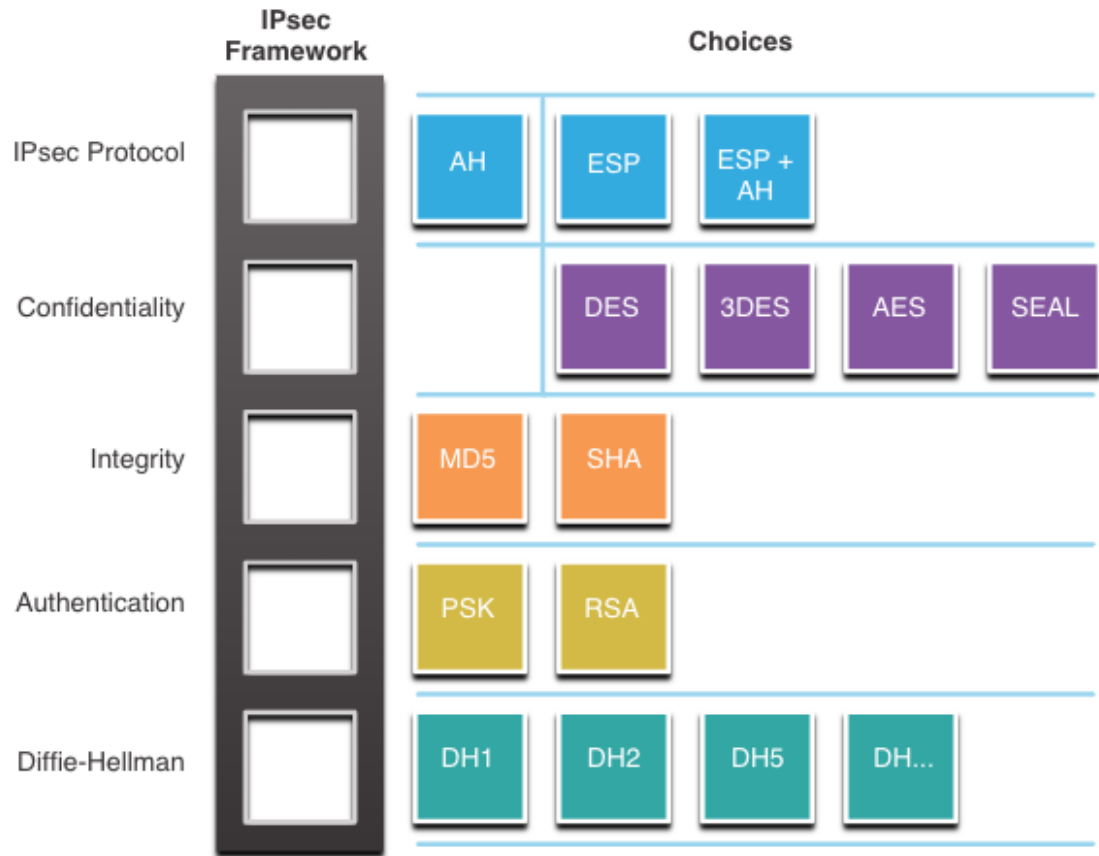 IPsec
Framework
Choices
IPsec Protocol
AH
ESP
ESP +
AH
Confidentiality
DES
3DES
AES
SEAL
Integrity
MD5
SHA
Authentication
PSK
RSA
Diffie-Hellman
DH1
DH2
DH5
DH...